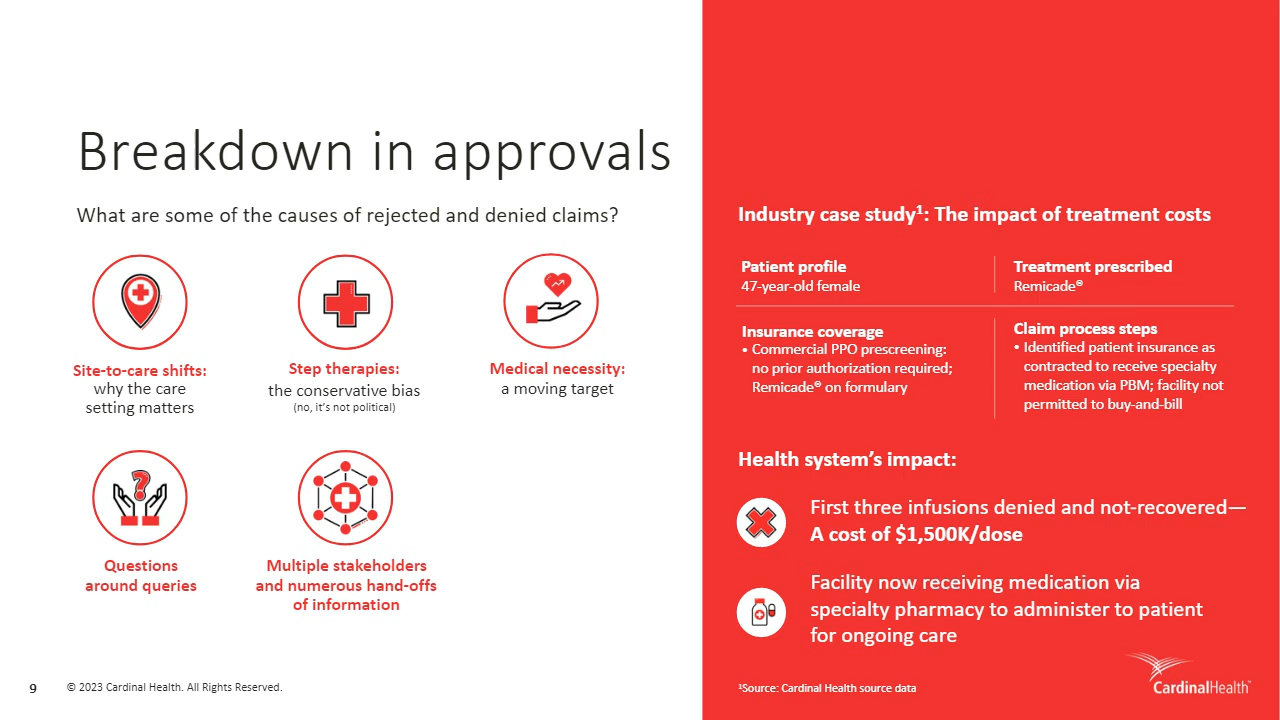 Breakdown in approvals
What are some of the causes of rejected and denied claims?
Site-to-care shifts:
why the care
setting matters
Step therapies:
the conservative bias
(no, it's not political)
Medical necessity:
a moving target
Questions
around queries
Multiple stakeholders
and numerous hand-offs
of information
9
© 2023 Cardinal Health. All Rights Reserved.
Industry case study¹: The impact of treatment costs
Patient profile
47-year-old female
Treatment prescribed
Remicade®
Insurance coverage
• Commercial PPO prescreening:
no prior authorization required;
Remicade® on formulary
Claim process steps
• Identified patient insurance as
contracted to receive specialty
medication via PBM; facility not
permitted to buy-and-bill
Health system's impact:
First three infusions denied and not-recovered—
A cost of $1,500K/dose
Facility now receiving medication via
specialty pharmacy to administer to patient
for ongoing care
¹Source: Cardinal Health source data
CardinalHealth™